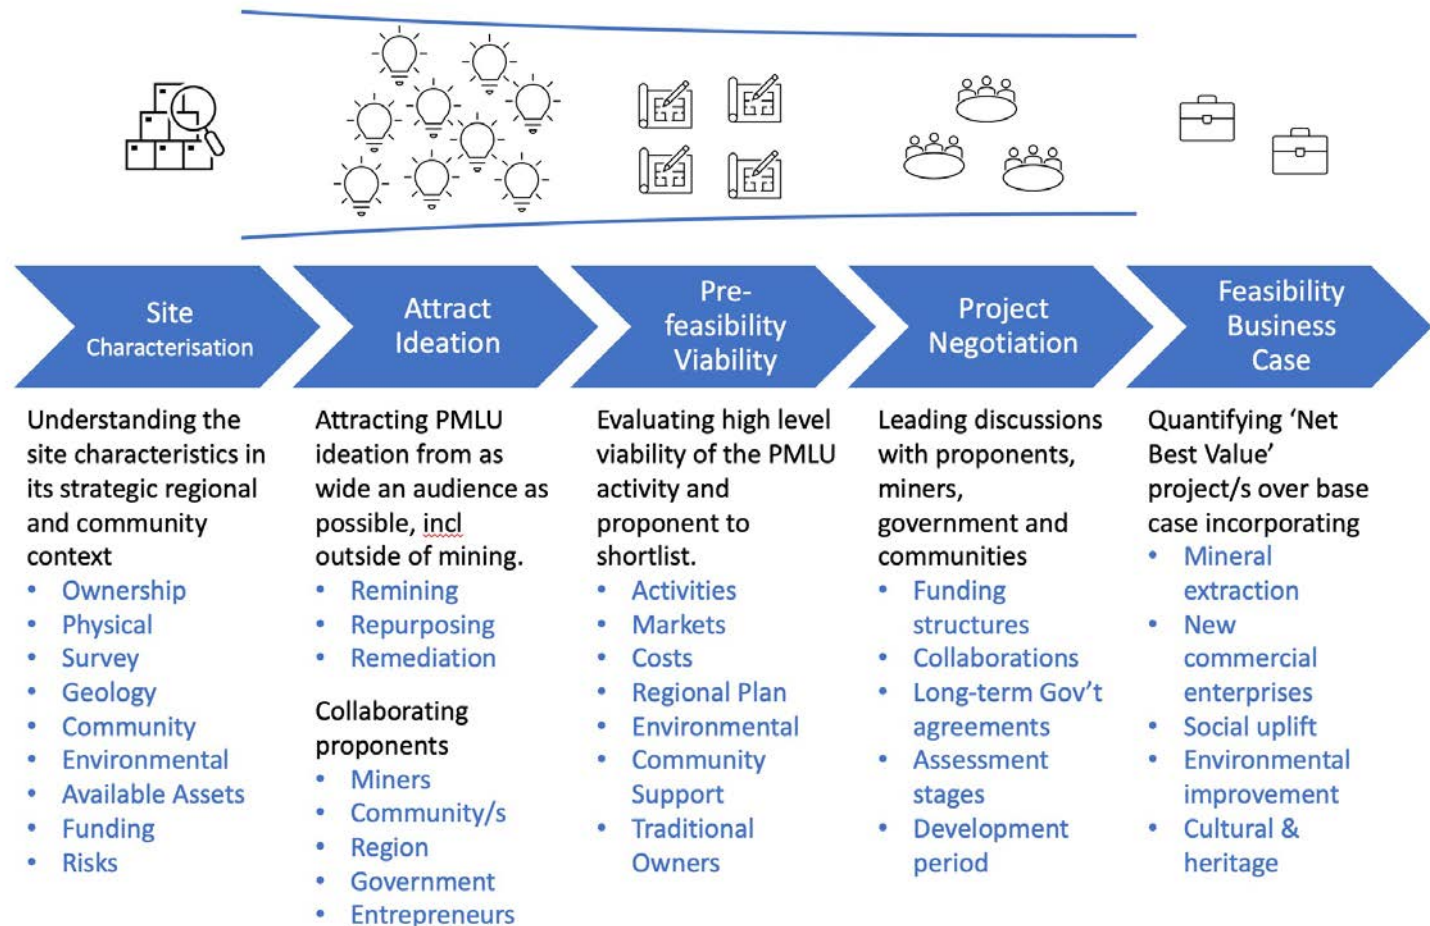 Site
Characterisation
Attract
Ideation
Pre-
feasibility
Viability
Project
Negotiation
Feasibility
Business
Case
Understanding the
site characteristics in
its strategic regional
and community
context
• Ownership
• Physical
• Survey
• Geology
• Community
• Environmental
• Available Assets
• Funding
• Risks
Attracting PMLU
ideation from as
wide an audience as
possible, incl
outside of mining.
• Remining
• Repurposing
• Remediation
Collaborating
proponents
• Miners
• Community/s
• Region
• Government
• Entrepreneurs
Evaluating high level
viability of the PMLU
activity and
proponent to
shortlist.
• Activities
• Markets
• Costs
• Regional Plan
• Environmental
• Community
Support
• Traditional
Owners
Leading discussions
with proponents,
miners,
government and
communities
• Funding
structures
• Collaborations
• Long-term Gov’t
agreements
• Assessment
stages
• Development
period
Quantifying ‘Net
Best Value’
project/s over base
case incorporating
• Mineral
extraction
• New
commercial
enterprises
• Social uplift
• Environmental
improvement
• Cultural &
heritage